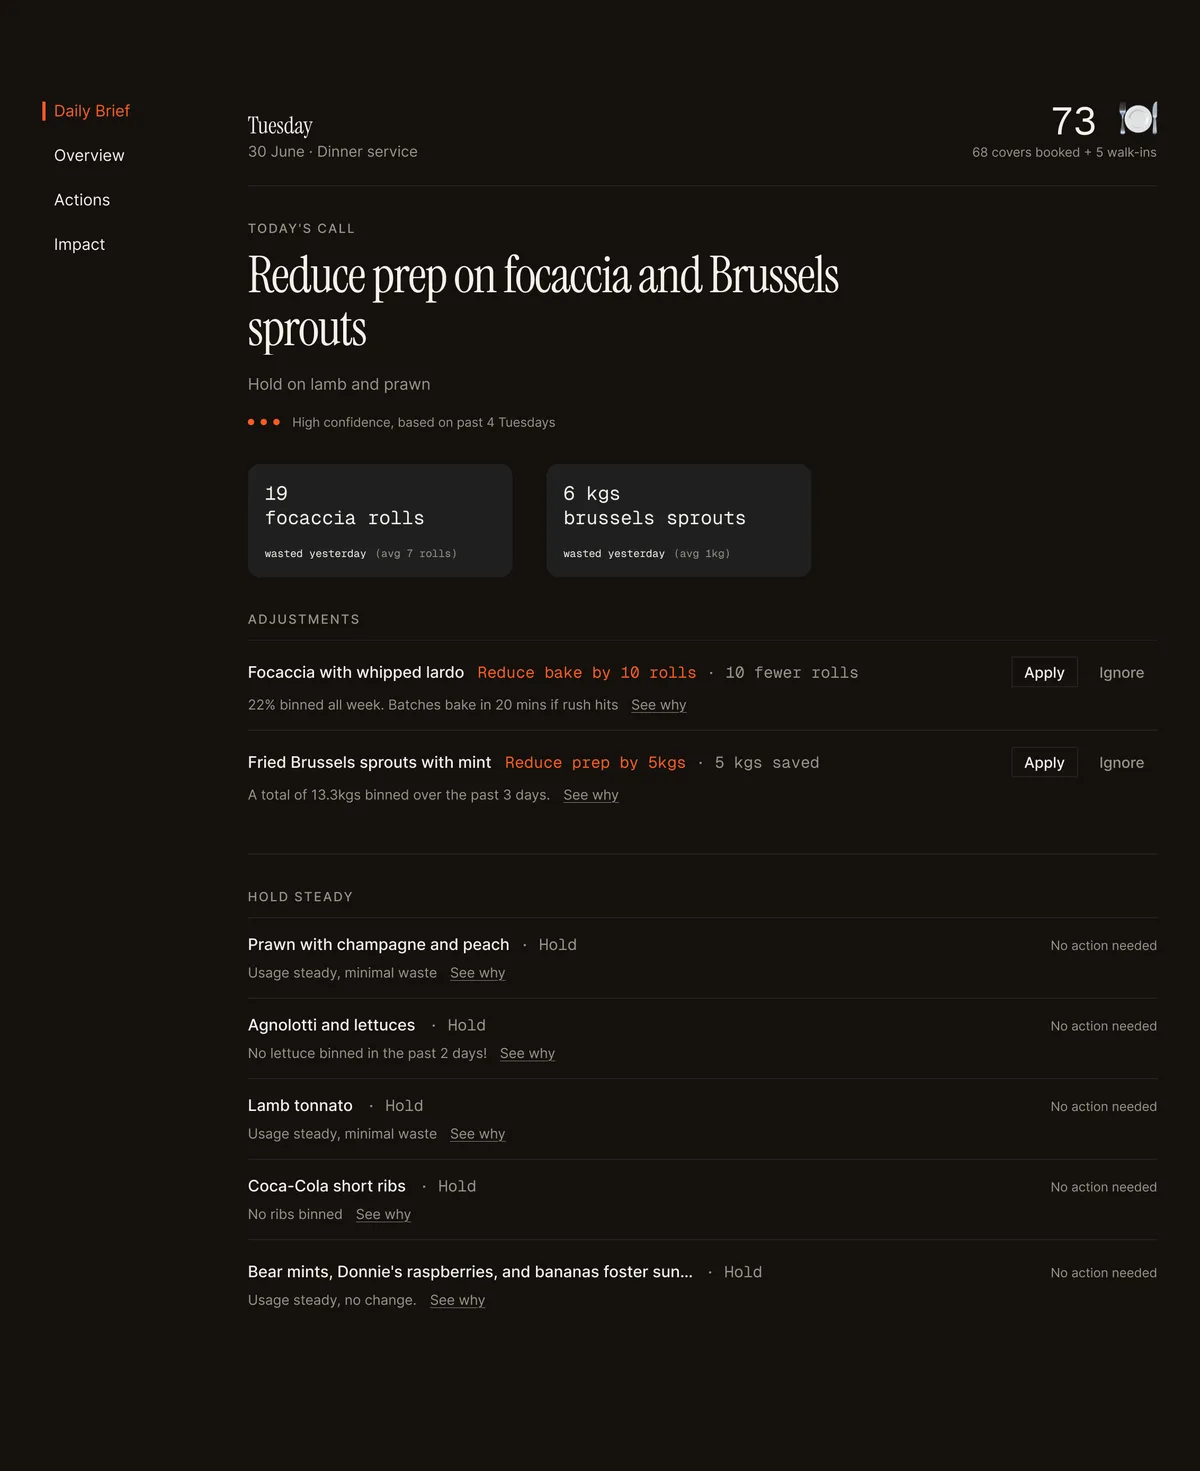 Daily Brief
Overview
Actions
Impact
Tuesday
30 June · Dinner service
73
68 covers booked + 5 walk-ins
TODAY'S CALL
Reduce prep on focaccia and Brussels
sprouts
Hold on lamb and prawn
High confidence, based on past 4 Tuesdays
19
focaccia rolls
wasted yesterday (avg 7 rolls)
6 kgs
brussels sprouts
wasted yesterday (avg 1kg)
ADJUSTMENTS
Focaccia with whipped lardo Reduce bake by 10 rolls · 10 fewer rolls Apply Ignore
22% binned all week. Batches bake in 20 mins if rush hits See why
Fried Brussels sprouts with mint Reduce prep by 5kgs · 5 kgs saved Apply Ignore
A total of 13.3kgs binned over the past 3 days. See why
HOLD STEADY
Prawn with champagne and peach · Hold No action needed
Usage steady, minimal waste See why
Agnolotti and lettuces · Hold No action needed
No lettuce binned in the past 2 days! See why
Lamb tonnato · Hold No action needed
Usage steady, minimal waste See why
Coca-Cola short ribs · Hold No action needed
No ribs binned See why
Bear mints, Donnie's raspberries, and bananas foster sun... · Hold No action needed
Usage steady, no change. See why